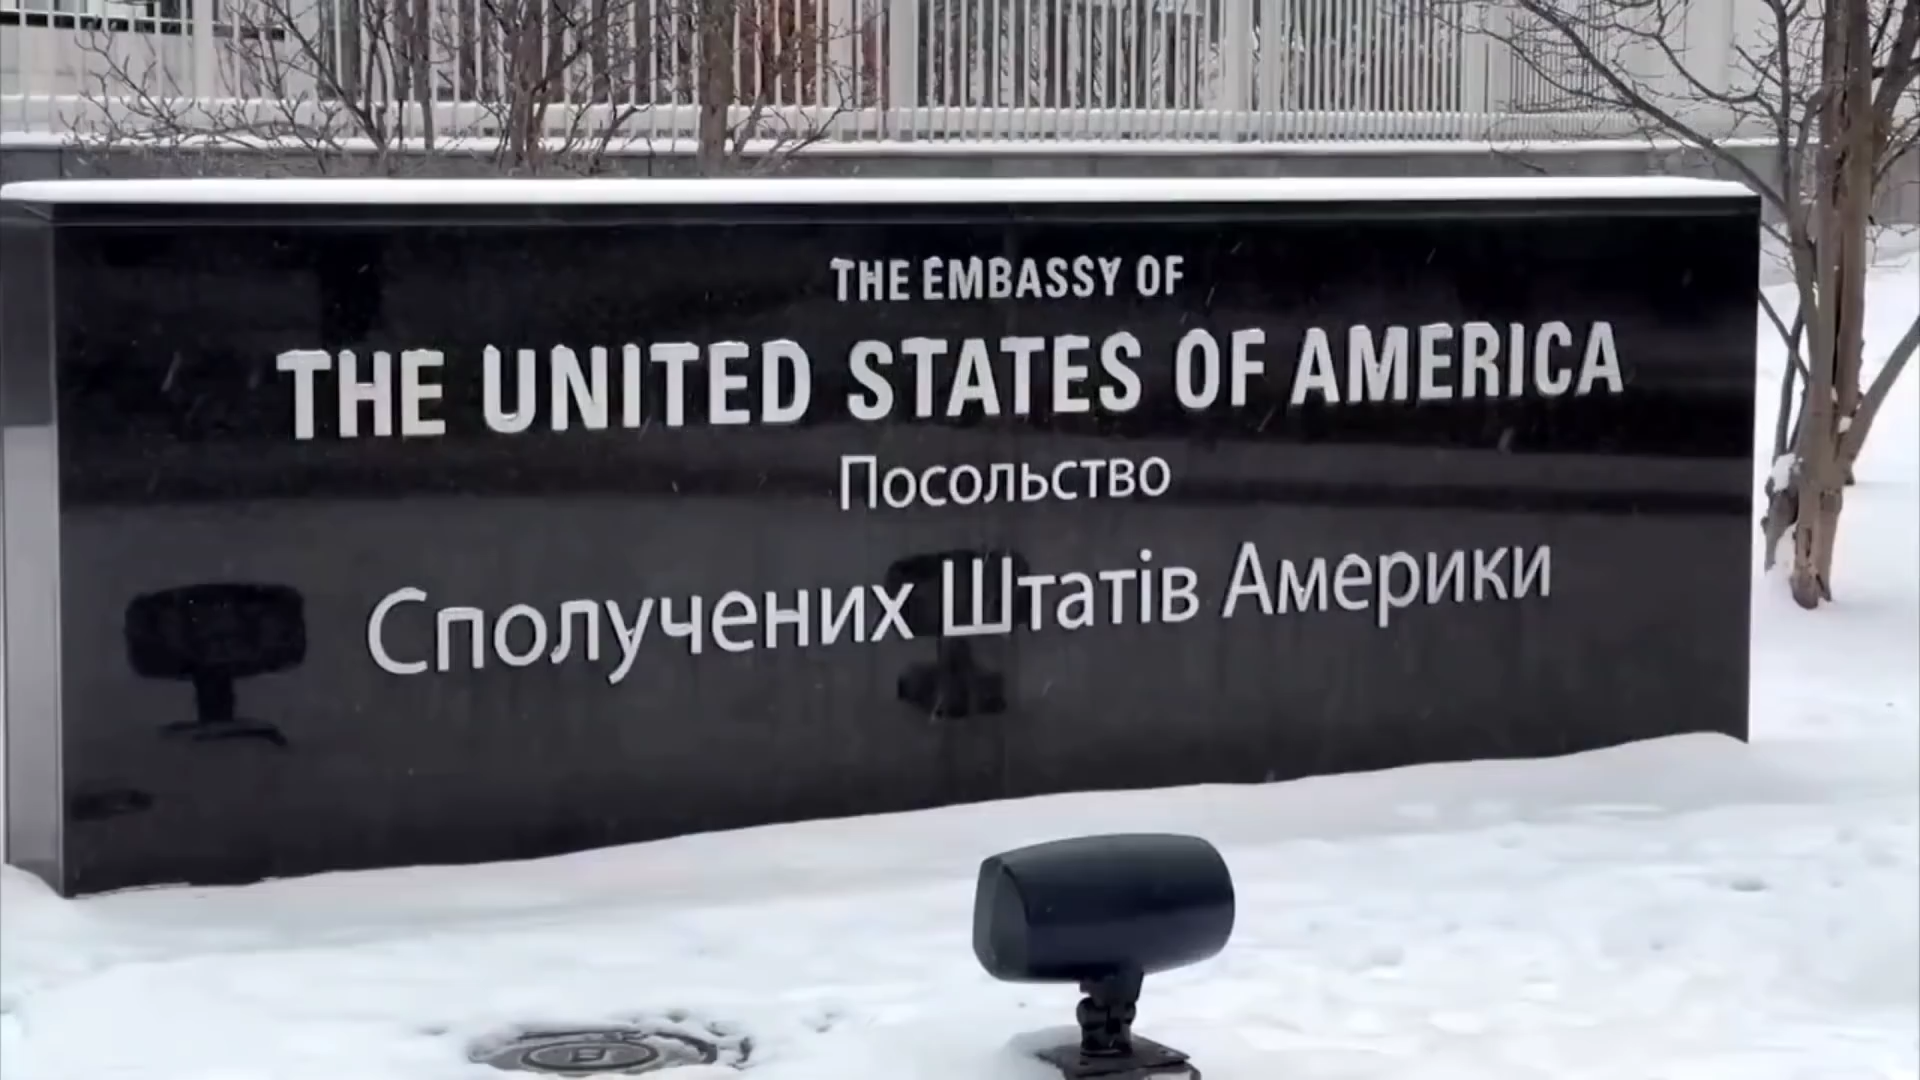 THE EMBASSY OF
THE UNITED STATES OF AMERICA
Посольство
Сполучених Штатів Америки